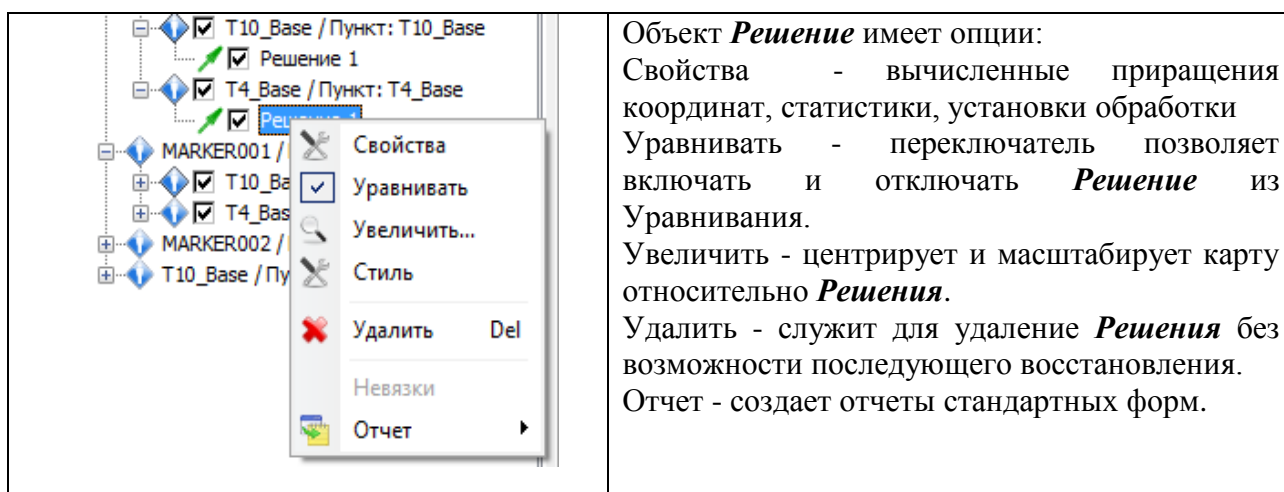 T10_Base / Пункт: T10_Base
Решение 1
T4_Base / Пункт: T4_Base
MARKER001 /
T10_Ba
T4_Bas
MARKER002 /
T10_Base / Пу
Свойства
Уравнивать
Увеличить...
Стиль
Удалить Del
Невязки
Отчет
Объект Решение имеет опции:
Свойства - вычисленные приращения
координат, статистики, установки обработки
Уравнивать - переключатель позволяет
включать и отключать Решение из
Уравнивания.
Увеличить - центрирует и масштабирует карту
относительно Решения.
Удалить - служит для удаление Решения без
возможности последующего восстановления.
Отчет - создает отчеты стандартных форм.